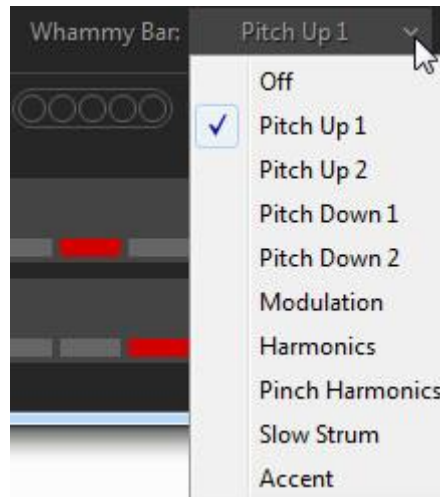 Whammy Bar: Pitch Up 1
Off
Pitch Up 1
Pitch Up 2
Pitch Down 1
Pitch Down 2
Modulation
Harmonics
Pinch Harmonics
Slow Strum
Accent